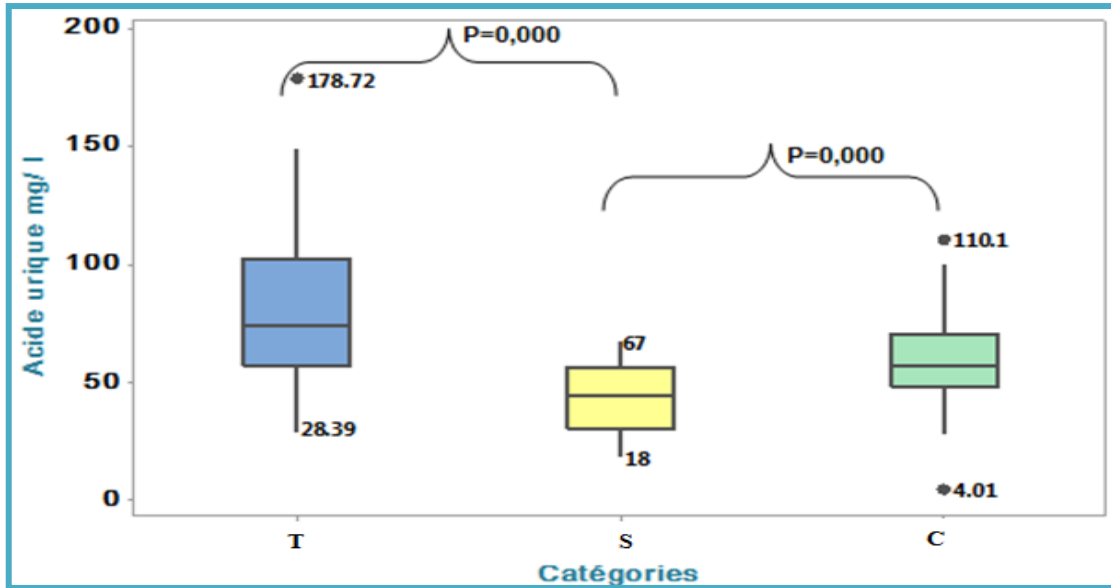 200
P=0,000
178.72
150
P=0,000
Acide urique mg/ l
110.1
100
67
50
28.39
18
4.01
0
T S C
Catégories